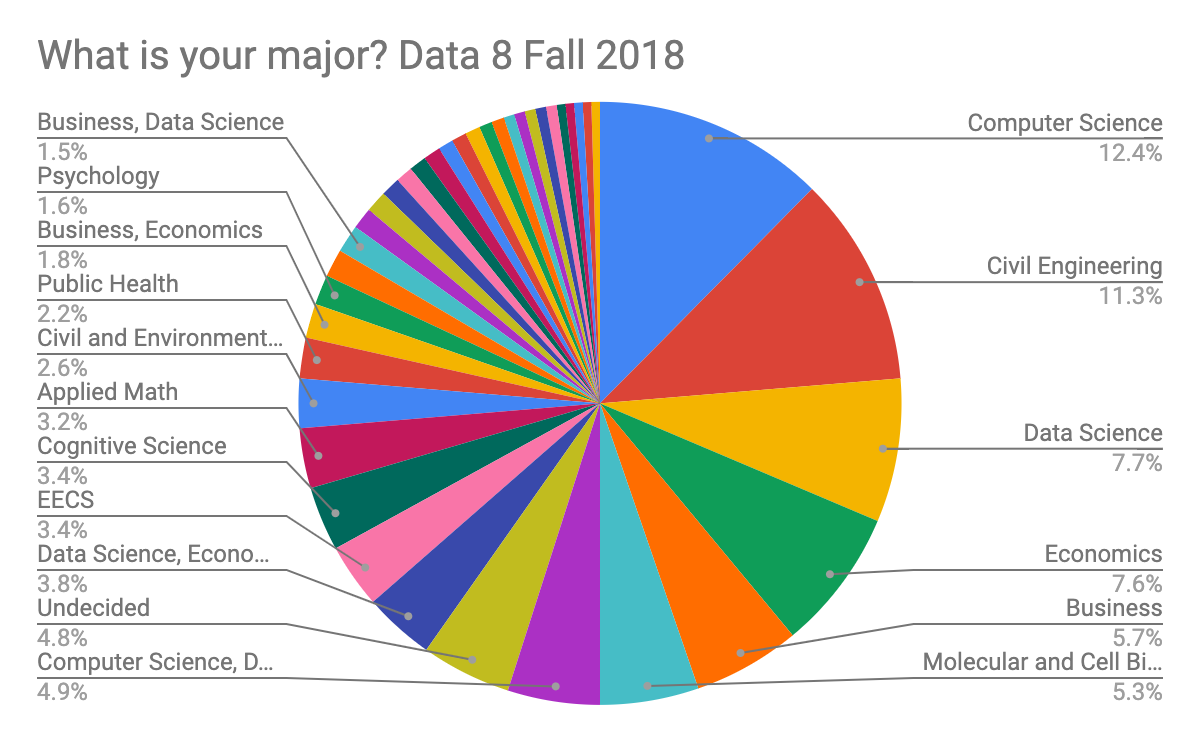 What is your major? Data 8 Fall 2018
Business, Data Science
1.5%
Psychology
1.6%
Business, Economics
1.8%
Public Health
2.2%
Civil and Environment…
2.6%
Applied Math
3.2%
Cognitive Science
3.4%
EECS
3.4%
Data Science, Econo…
3.8%
Undecided
4.8%
Computer Science, D…
4.9%
Computer Science
12.4%
Civil Engineering
11.3%
Data Science
7.7%
Economics
7.6%
Business
5.7%
Molecular and Cell Bi…
5.3%